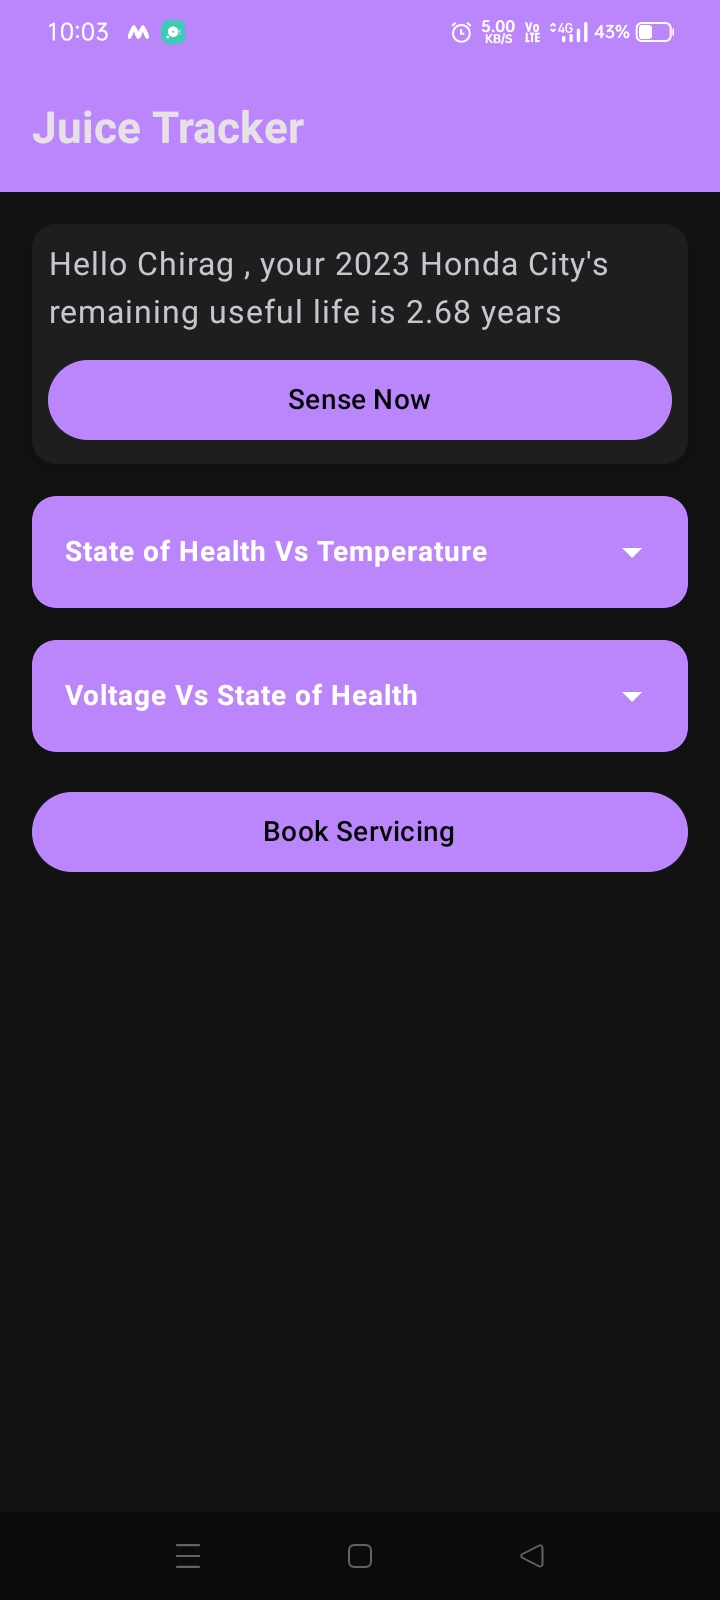 10:03 5.00 KB/S Vo LTE 4G 43%
Juice Tracker
Hello Chirag , your 2023 Honda City's
remaining useful life is 2.68 years
Sense Now
State of Health Vs Temperature
Voltage Vs State of Health
Book Servicing